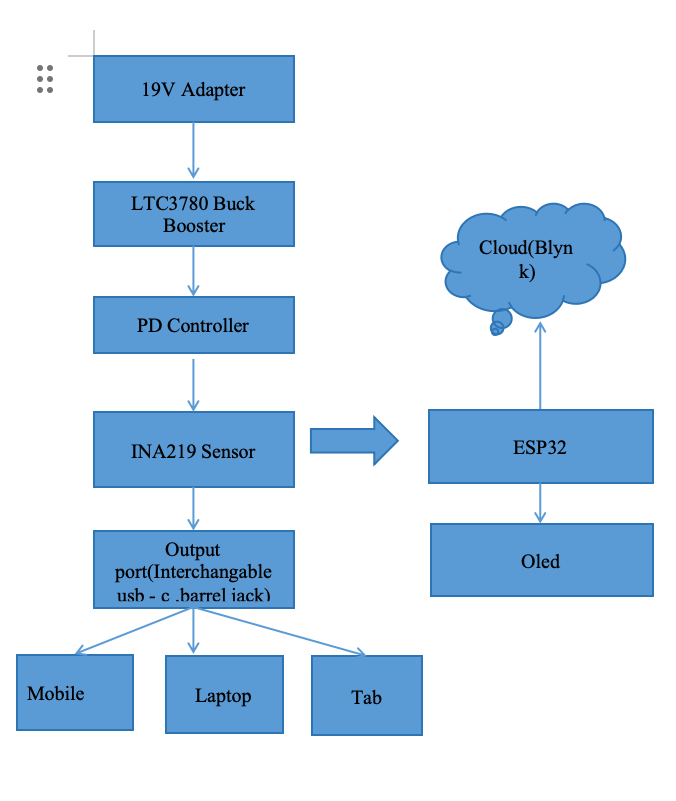 19V Adapter
LTC3780 Buck
Booster
PD Controller
INA219 Sensor
Output
port(Interchangable
usb - c .barrel jack)
Mobile
Laptop
Tab
Cloud(Blyn
k)
ESP32
Oled